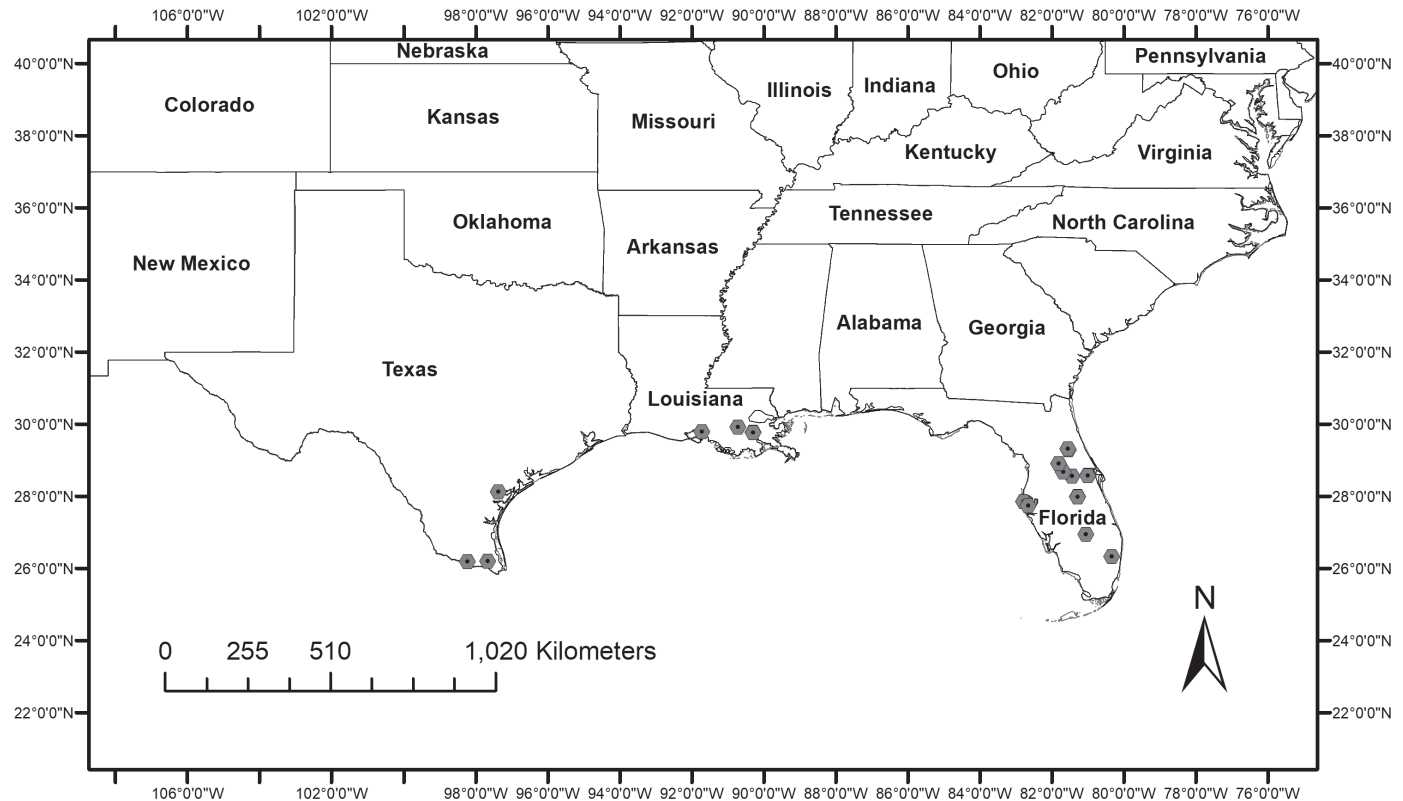 106°0'0"W 102°0'0"W 98°0'0"W 96°0'0"W 94°0'0"W 92°0'0"W 90°0'0"W 88°0'0"W 86°0'0"W 84°0'0"W 82°0'0"W 80°0'0"W 78°0'0"W 76°0'0"W
Nebraska
Pennsylvania
40°0'0"N 40°0'0"N
Colorado
Kansas
Missouri
Illinois
Indiana
Ohio
38°0'0"N 38°0'0"N
Kentucky
Virginia
36°0'0"N 36°0'0"N
Oklahoma
Tennessee
North Carolina
New Mexico
Arkansas
34°0'0"N 34°0'0"N
Alabama
Georgia
32°0'0"N 32°0'0"N
Texas
Louisiana
30°0'0"N 30°0'0"N
28°0'0"N 28°0'0"N
Florida
26°0'0"N 26°0'0"N
N
24°0'0"N 24°0'0"N
0 255 510 1,020 Kilometers
22°0'0"N 22°0'0"N
106°0'0"W 102°0'0"W 98°0'0"W 96°0'0"W 94°0'0"W 92°0'0"W 90°0'0"W 88°0'0"W 86°0'0"W 84°0'0"W 82°0'0"W 80°0'0"W 78°0'0"W 76°0'0"W